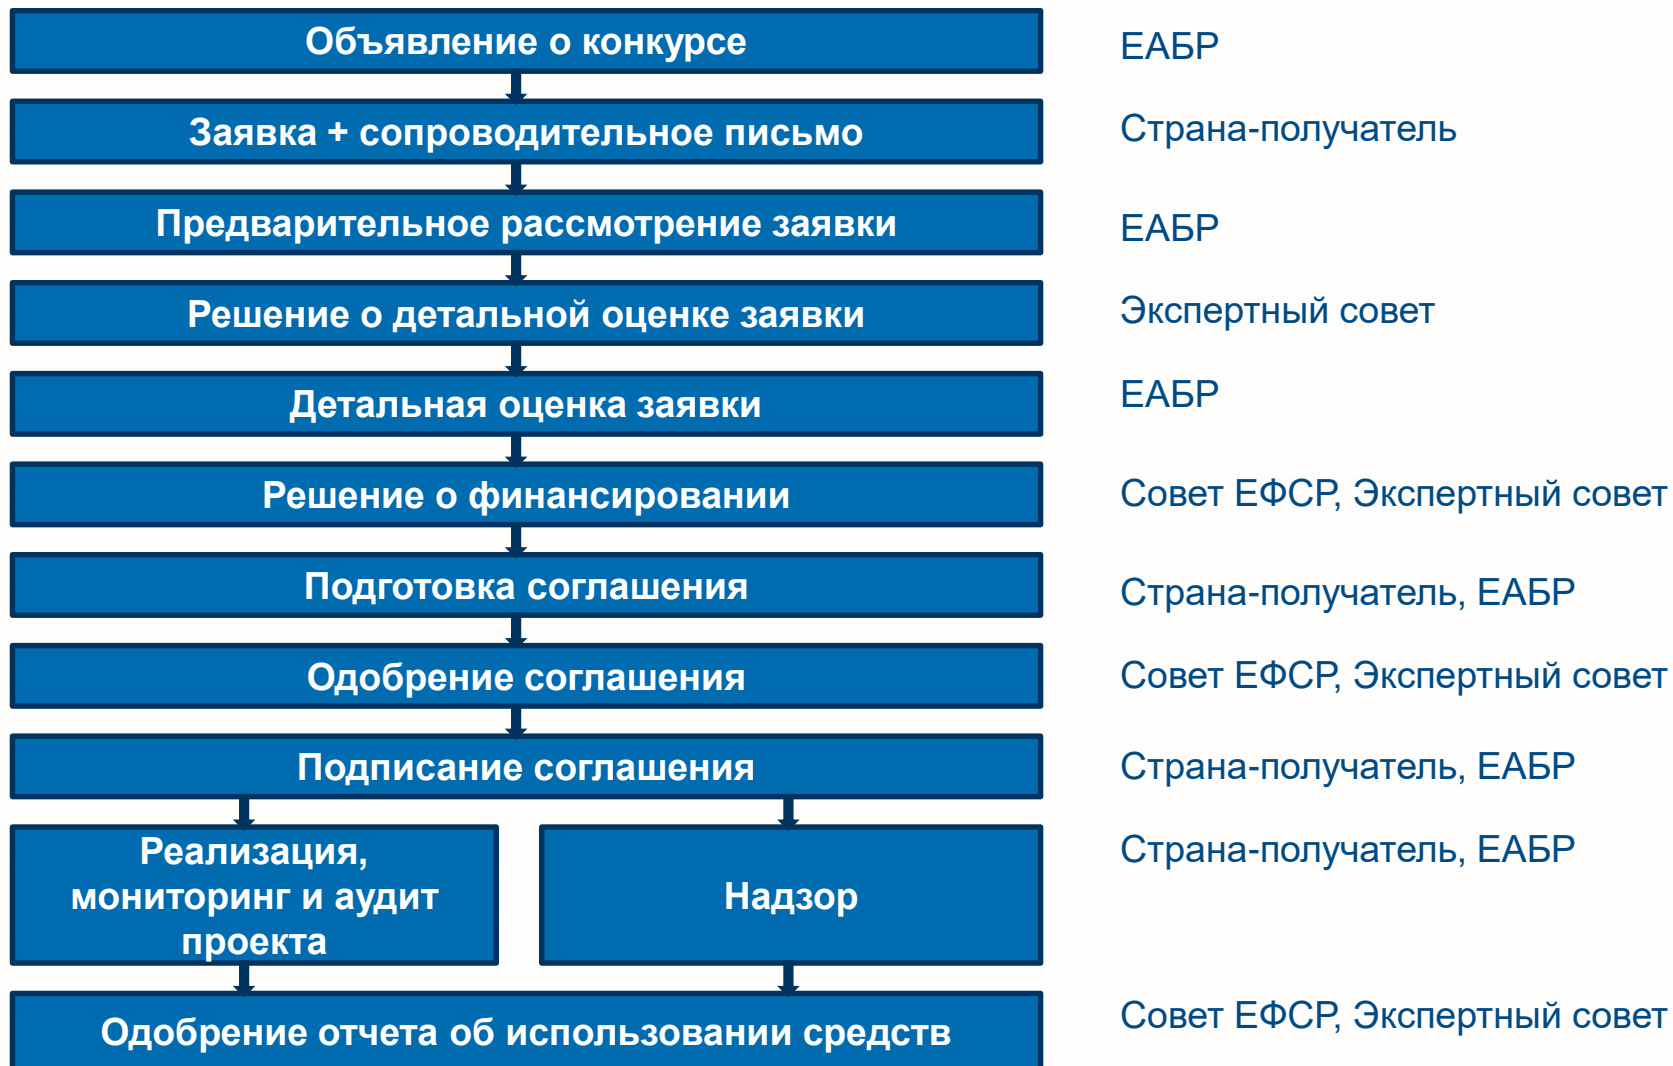 Объявление о конкурсе
ЕАБР
Заявка + сопроводительное письмо
Страна-получатель
Предварительное рассмотрение заявки
ЕАБР
Решение о детальной оценке заявки
Экспертный совет
Детальная оценка заявки
ЕАБР
Решение о финансировании
Совет ЕФСР, Экспертный совет
Подготовка соглашения
Страна-получатель, ЕАБР
Одобрение соглашения
Совет ЕФСР, Экспертный совет
Подписание соглашения
Страна-получатель, ЕАБР
Реализация,
мониторинг и аудит
проекта
Надзор
Страна-получатель, ЕАБР
Одобрение отчета об использовании средств
Совет ЕФСР, Экспертный совет